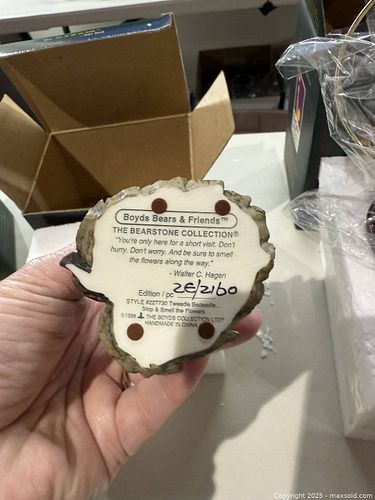 Boyds Bears & Friends™
THE BEARSTONE COLLECTION®
"You're only here for a short visit. Don't
hurry. Don't worry. And be sure to smell
the flowers along the way."
- Walter C. Hagen
Edition / pc 2E/2160
STYLE #227730 Tweedle Bedeedle...
Stop & Smell the Flowers
©1999 THE BOYDS COLLECTION LTD®
HANDMADE IN CHINA
Copyright 2025 - maxsold.com